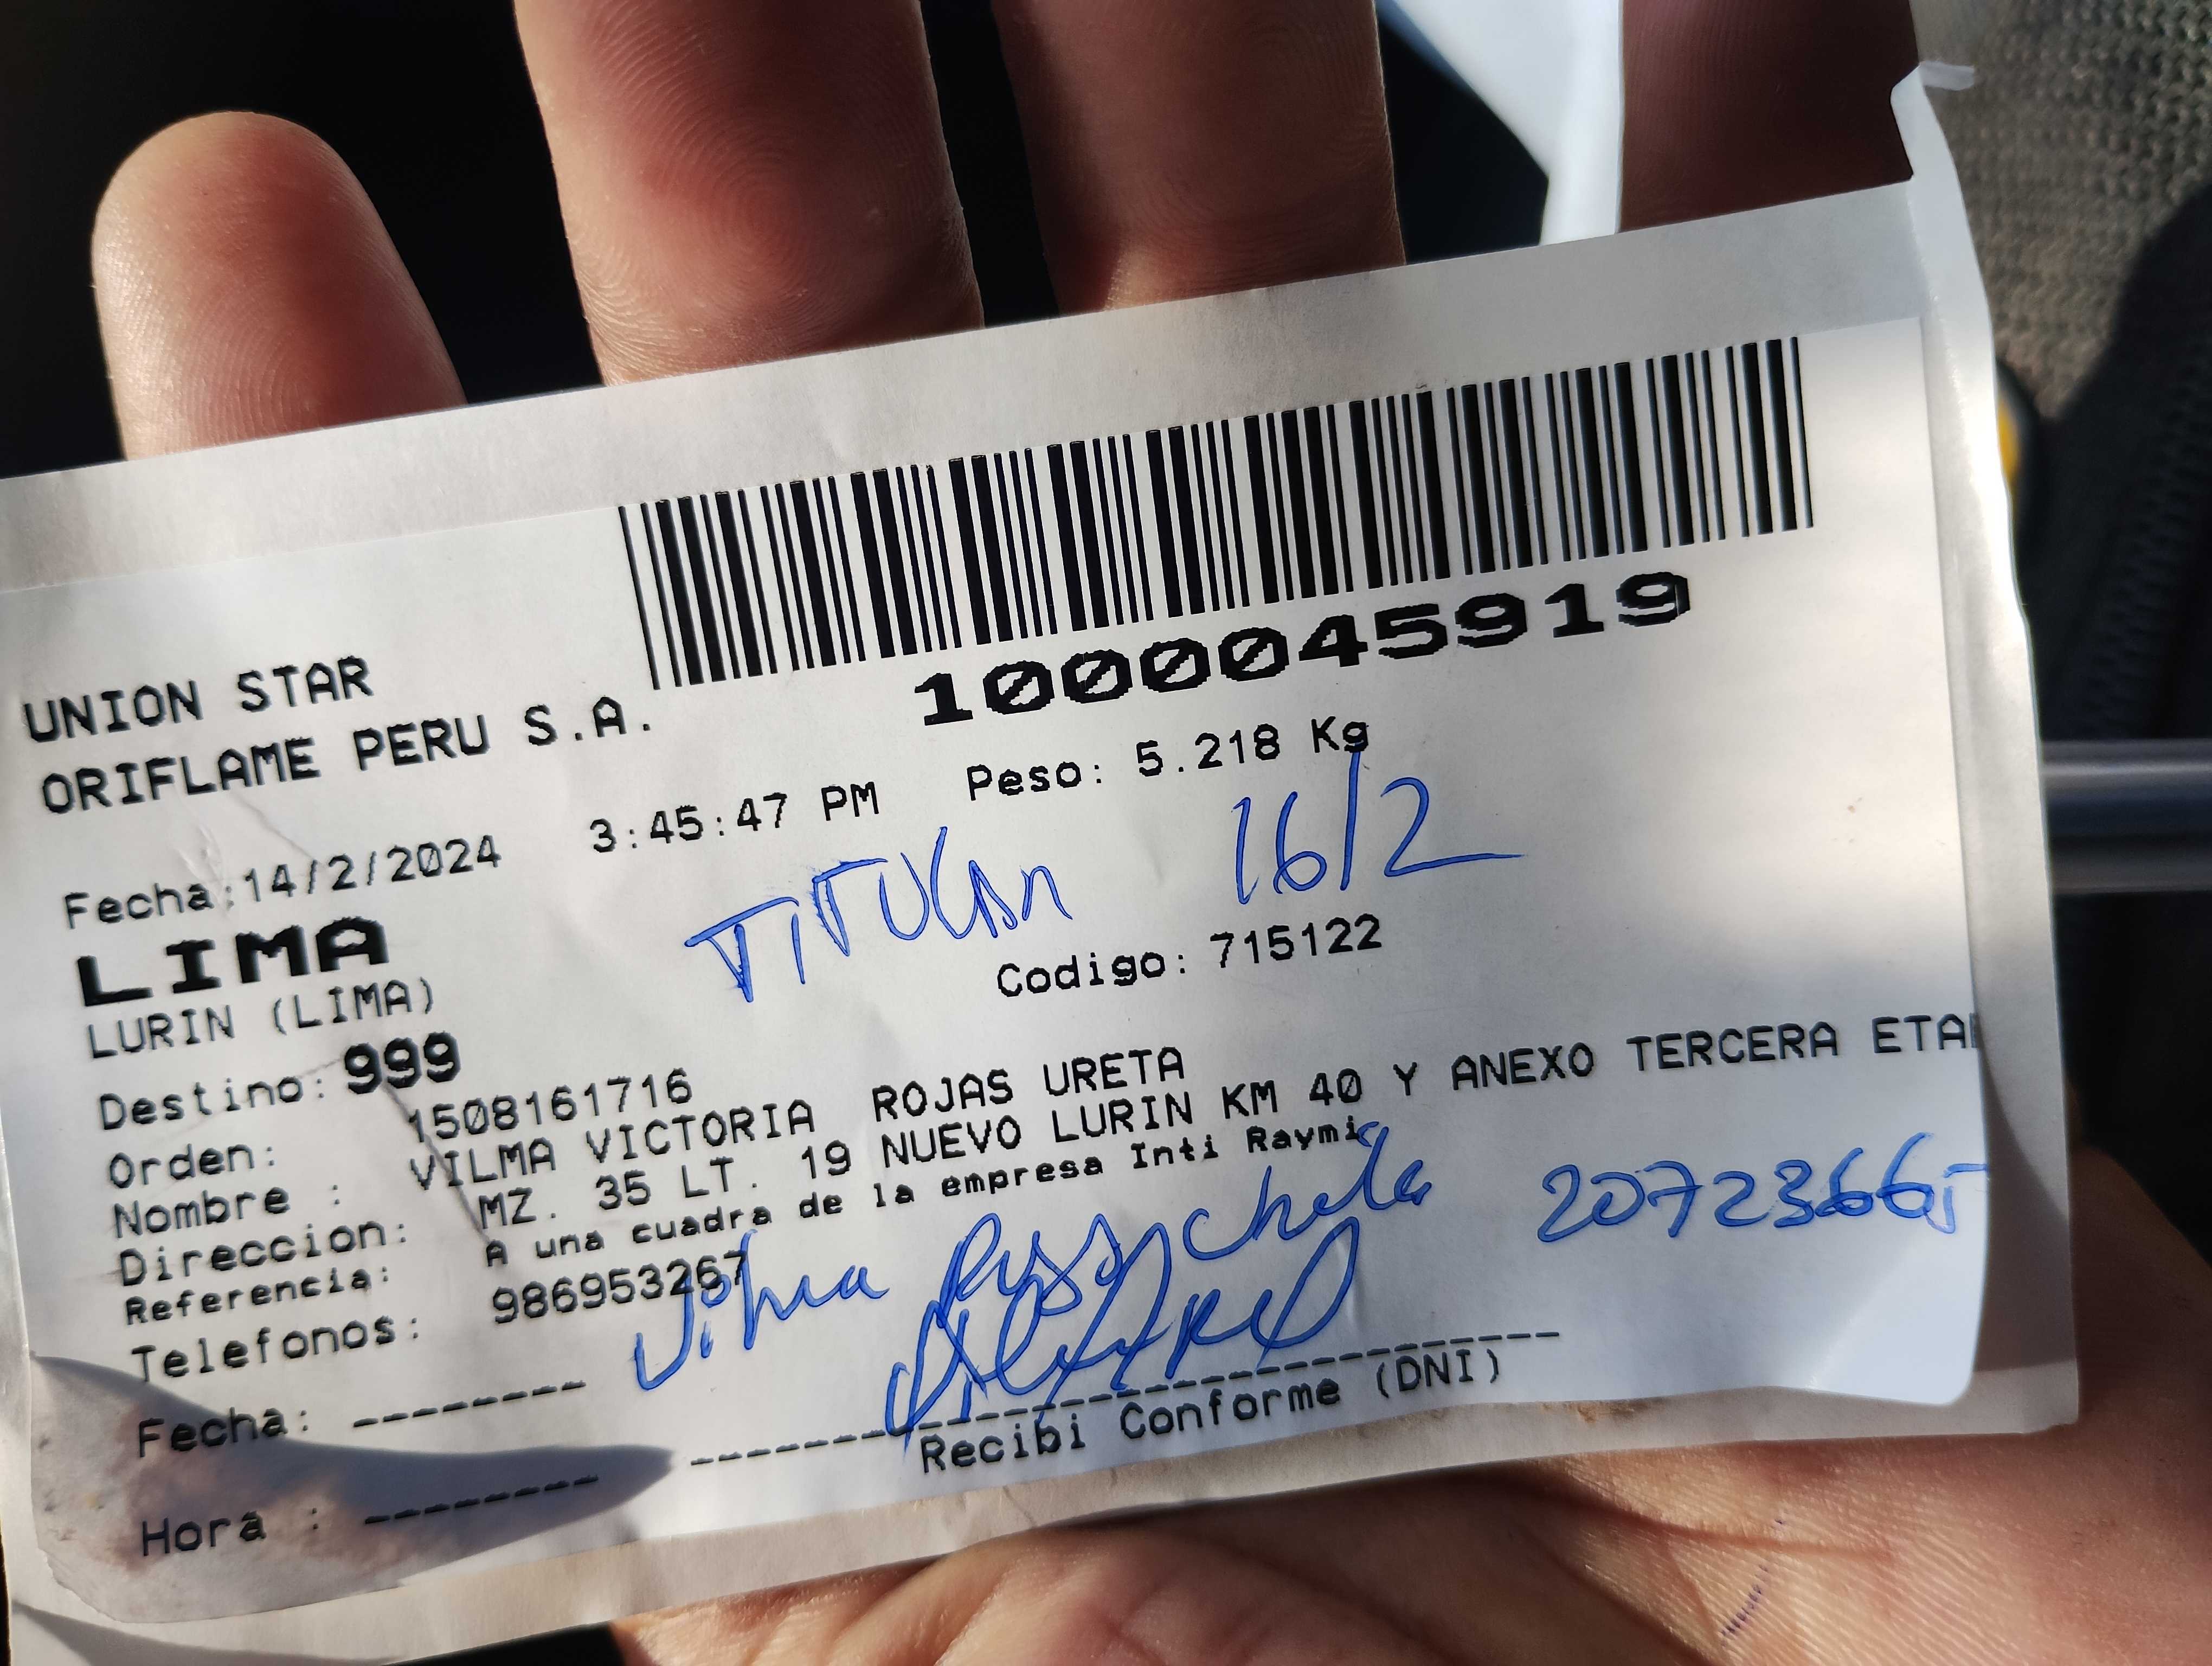 1000045919
UNION STAR
ORIFLAME PERU S.A.
Fecha:14/2/2024 3:45:47 PM Peso: 5.218 Kg
TITULAR 16/2
LIMA
LURIN (LIMA) Codigo: 715122
Destino: 999
Orden: 1508161716
Nombre : VILMA VICTORIA ROJAS URETA
Direccion: MZ. 35 LT. 19 NUEVO LURIN KM 40 Y ANEXO TERCERA ETAP
Referencia: A una cuadra de la empresa Inti Raymi
Telefonos: 986953267
Vilma 20723665
Fecha: --------
Recibi Conforme (DNI)
Hora : --------